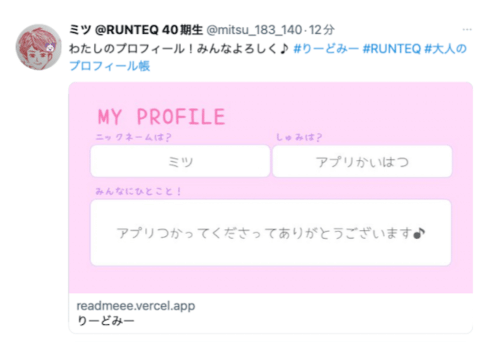 ミツ @RUNTEQ 40期生 @mitsu_183_140・12分
わたしのプロフィール！みんなよろしく♪ #りーどみー #RUNTEQ #大人の
プロフィール帳
MY PROFILE
ニックネームは？ しゅみは？
ミツ アプリかいはつ
みんなにひとこと！
アプリつかってくださってありがとうございます♪
readmeee.vercel.app
りーどみー